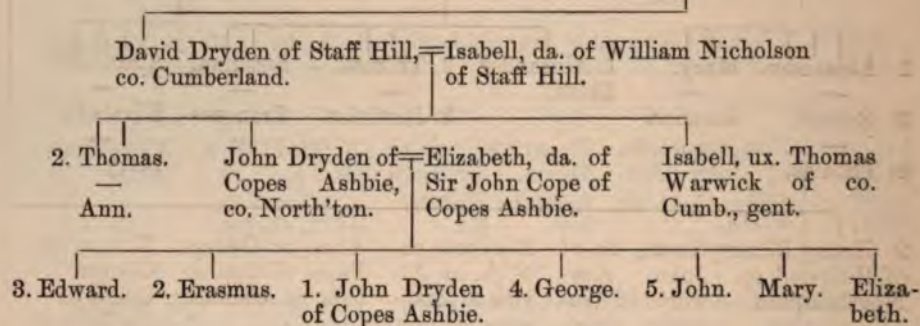 David Dryden of Staff Hill,=Isabell, da. of William Nicholson
co. Cumberland. of Staff Hill.
2. Thomas.
—
Ann.
John Dryden of=Elizabeth, da. of
Copes Ashbie, Sir John Cope of
co. North'ton. Copes Ashbie.
Isabell, ux. Thomas
Warwick of co.
Cumb., gent.
3. Edward. 2. Erasmus. 1. John Dryden
of Copes Ashbie.
4. George. 5. John. Mary. Eliza-
beth.